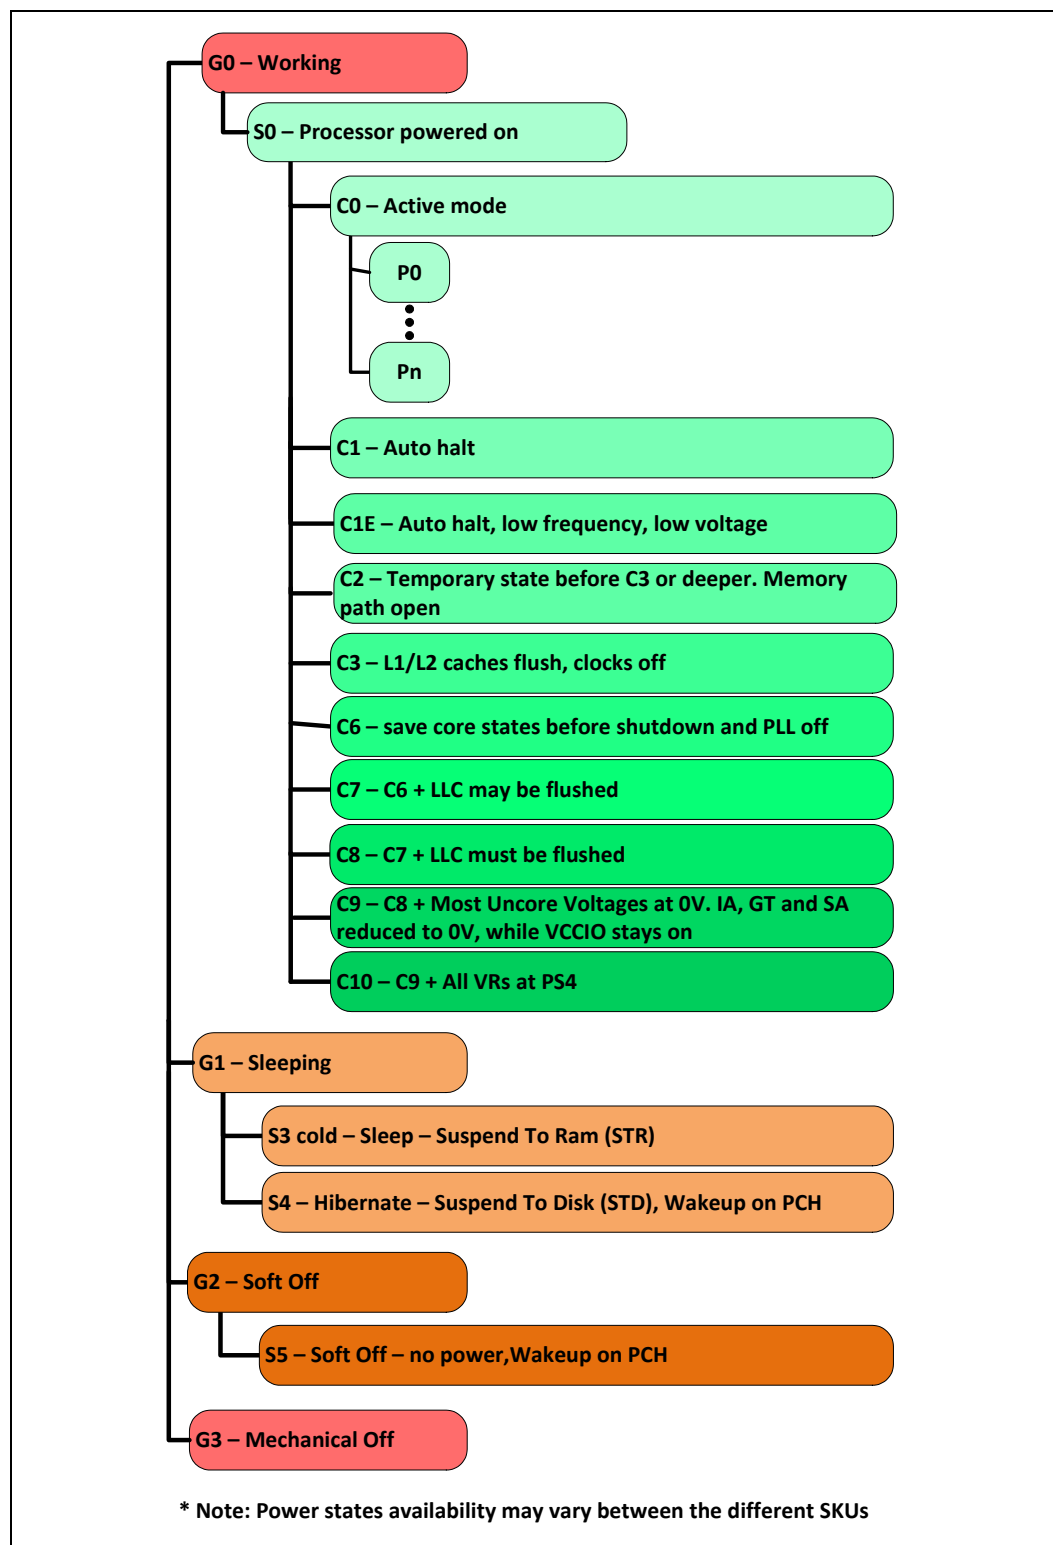 G0 – Working
S0 – Processor powered on
C0 – Active mode
P0
Pn
C1 – Auto halt
C1E – Auto halt, low frequency, low voltage
C2 – Temporary state before C3 or deeper. Memory
path open
C3 – L1/L2 caches flush, clocks off
C6 – save core states before shutdown and PLL off
C7 – C6 + LLC may be flushed
C8 – C7 + LLC must be flushed
C9 – C8 + Most Uncore Voltages at 0V. IA, GT and SA
reduced to 0V, while VCCIO stays on
C10 – C9 + All VRs at PS4
G1 – Sleeping
S3 cold – Sleep – Suspend To Ram (STR)
S4 – Hibernate – Suspend To Disk (STD), Wakeup on PCH
G2 – Soft Off
S5 – Soft Off – no power,Wakeup on PCH
G3 – Mechanical Off
* Note: Power states availability may vary between the different SKUs